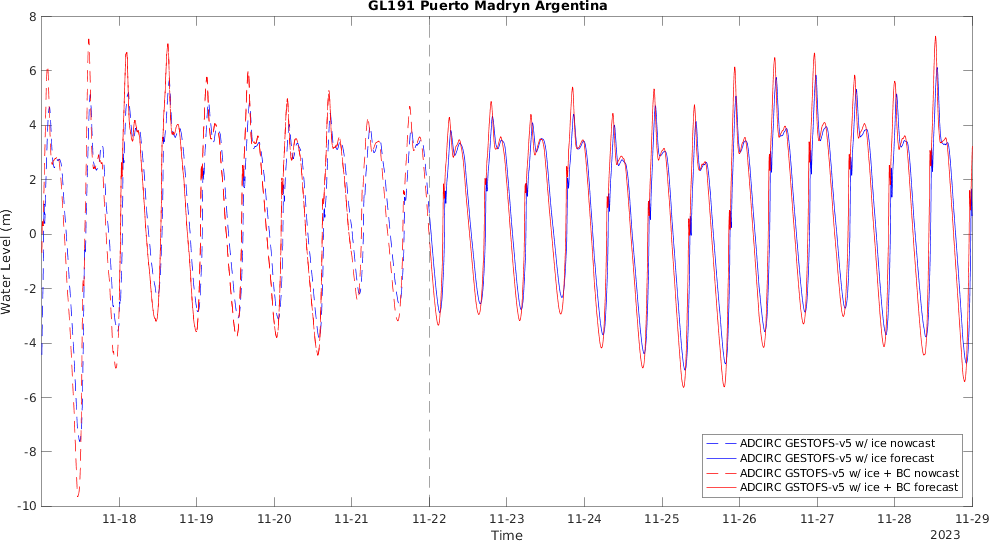 GL191 Puerto Madryn Argentina
8
6
4
2
0
-2
-4
-6
-8
-10
Water Level (m)
ADCIRC GESTOFS-v5 w/ ice nowcast
ADCIRC GESTOFS-v5 w/ ice forecast
ADCIRC GSTOFS-v5 w/ ice + BC nowcast
ADCIRC GSTOFS-v5 w/ ice + BC forecast
11-18 11-19 11-20 11-21 11-22 11-23 11-24 11-25 11-26 11-27 11-28 11-29
Time
2023